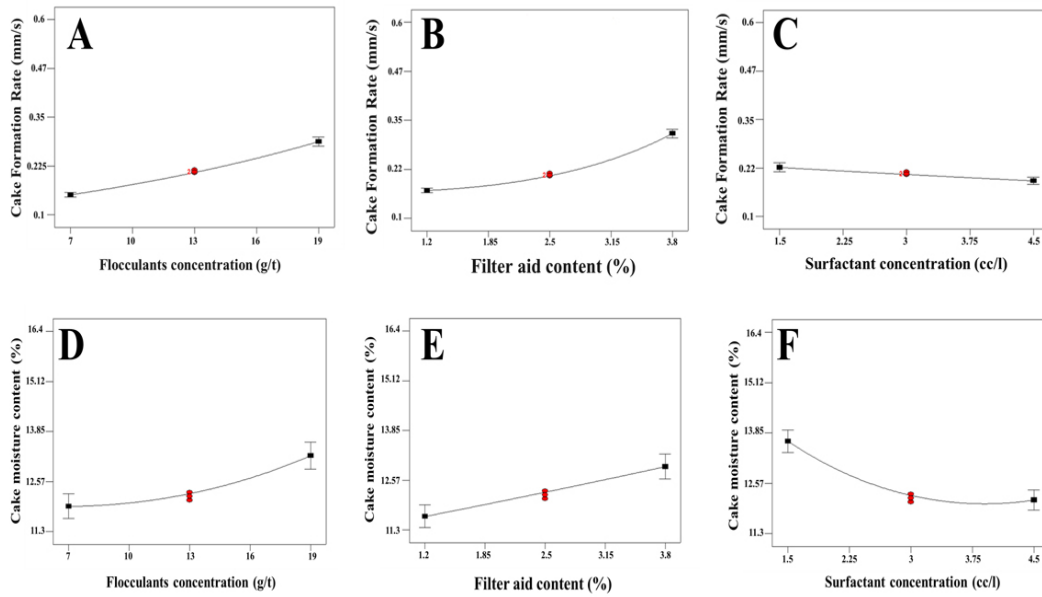 A
Cake Formation Rate (mm/s)
0.6
0.47
0.35
0.225
0.1
7 10 13 16 19
Flocculants concentration (g/t)
B
Cake Formation Rate (mm/s)
0.6
0.47
0.35
0.22
0.1
1.2 1.85 2.5 3.15 3.8
Filter aid content (%)
C
Cake Formation Rate (mm/s)
0.6
0.47
0.35
0.22
0.1
1.5 2.25 3 3.75 4.5
Surfactant concentration (cc/l)
D
Cake moisture content (%)
16.4
15.12
13.85
12.57
11.3
7 10 13 16 19
Flocculants concentration (g/t)
E
Cake moisture content (%)
16.4
15.12
13.85
12.57
11.3
1.2 1.85 2.5 3.15 3.8
Filter aid content (%)
F
Cake moisture content (%)
16.4
15.12
13.85
12.57
11.3
1.5 2.25 3 3.75 4.5
Surfactant concentration (cc/l)